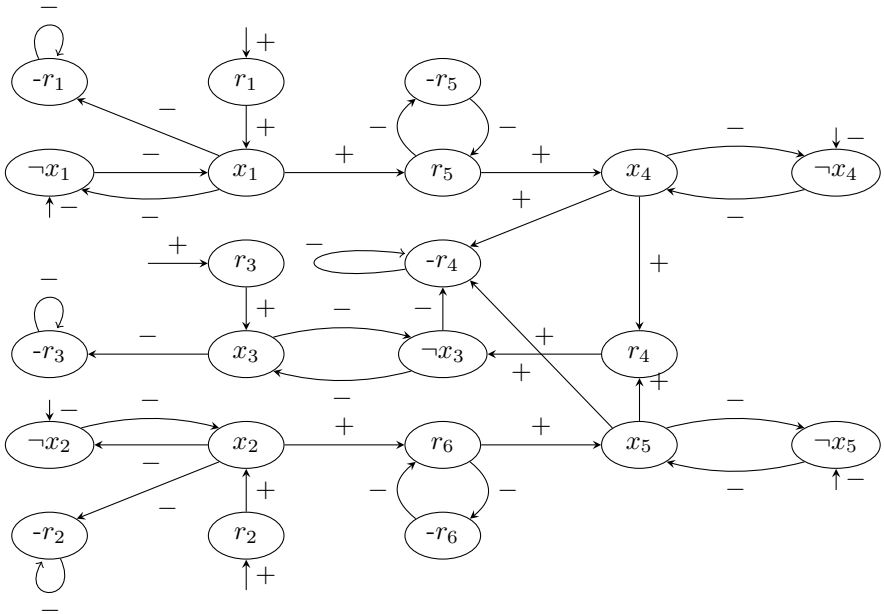 −
+
-r₁ r₁ -r₅
− + − −
¬x₁ − x₁ + r₅ + x₄ − ¬x₄ −
− − + −
+ r₃ − -r₄ +
− + − −
-r₃ − x₃ ¬x₃ + r₄
− + +
¬x₂ − − x₂ + r₆ + x₅ − ¬x₅
− + − − − −
-r₂ − r₂ -r₆
+
−